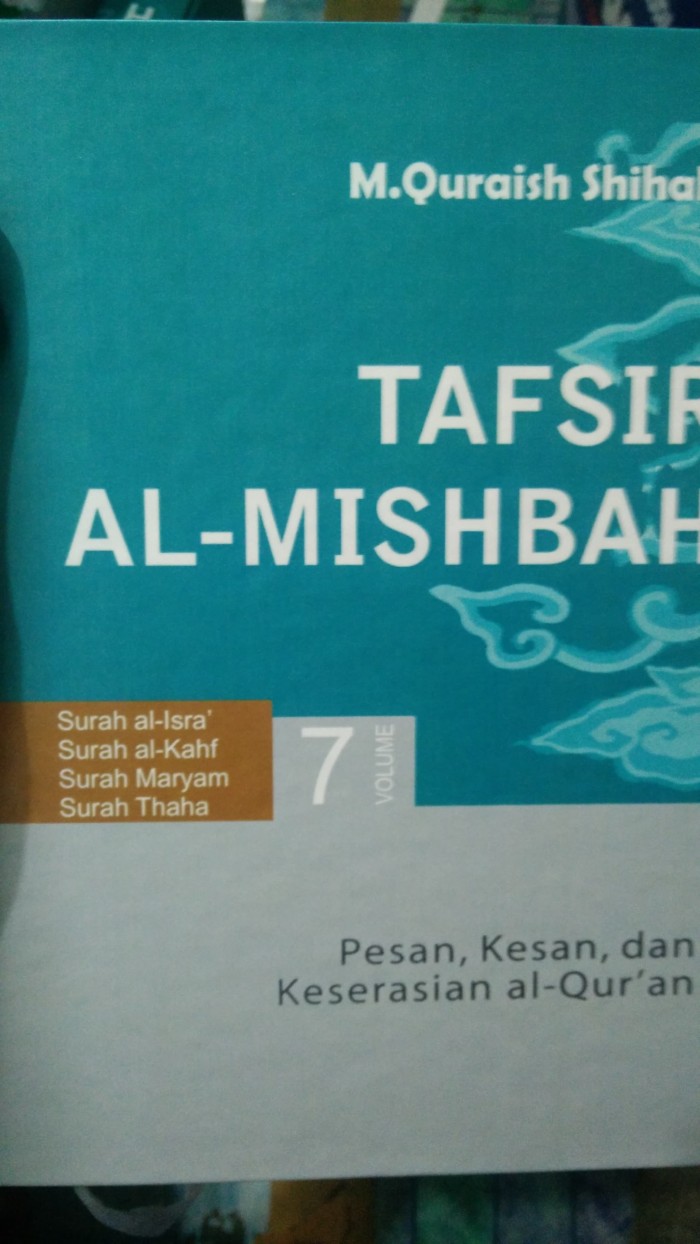 M.Quraish Shihab
TAFSIR
AL-MISHBAH
Surah al-Isra'
Surah al-Kahf
Surah Maryam
Surah Thaha
7
VOLUME
Pesan, Kesan, dan
Keserasian al-Qur'an